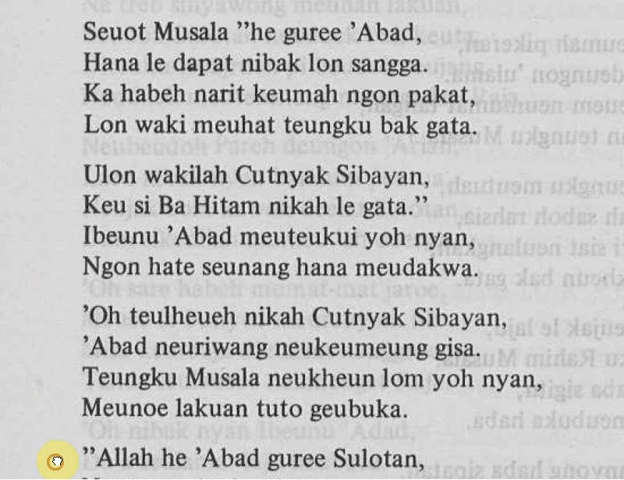 Seuot Musala ”he guree ’Abad,
Hana le dapat nibak lon sangga.
Ka habeh narit keumah ngon pakat,
Lon waki meuhat teungku bak gata.
Ulon wakilah Cutnyak Sibayan,
Keu si Ba Hitam nikah le gata.”
Ibeunu ’Abad meuteukui yoh nyan,
Ngon hate seunang hana meudakwa.
’Oh teulheueh nikah Cutnyak Sibayan,
’Abad neuriwang neukeumeung gisa.
Teungku Musala neukheun lom yoh nyan,
Meunoe lakuan tuto geubuka.
”Allah he ’Abad guree Sulotan,